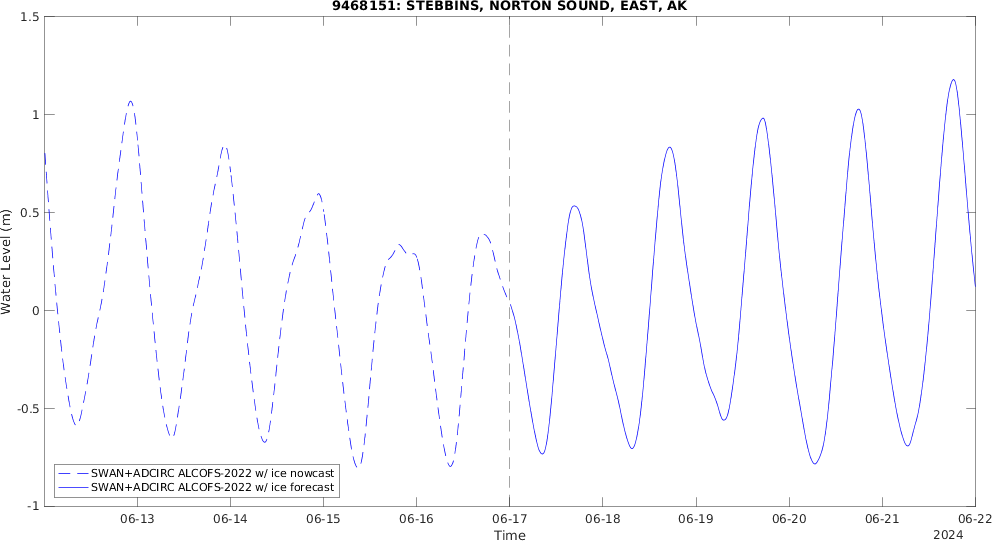 9468151: STEBBINS, NORTON SOUND, EAST, AK
Water Level (m)
1.5
1
0.5
0
-0.5
-1
SWAN+ADCIRC ALCOFS-2022 w/ ice nowcast
SWAN+ADCIRC ALCOFS-2022 w/ ice forecast
06-13 06-14 06-15 06-16 06-17 06-18 06-19 06-20 06-21 06-22
Time
2024